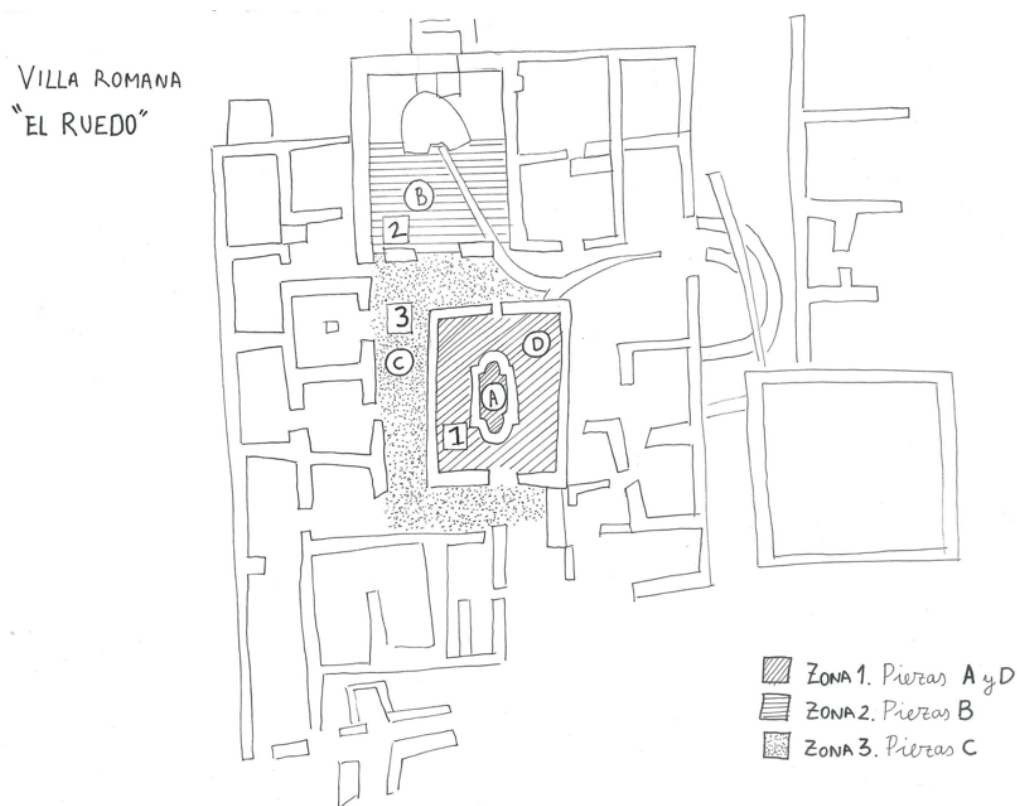 VILLA ROMANA
"EL RUEDO"
B
2
3
C
D
A
1
ZONA 1. Piezas A y D
ZONA 2. Piezas B
ZONA 3. Piezas C